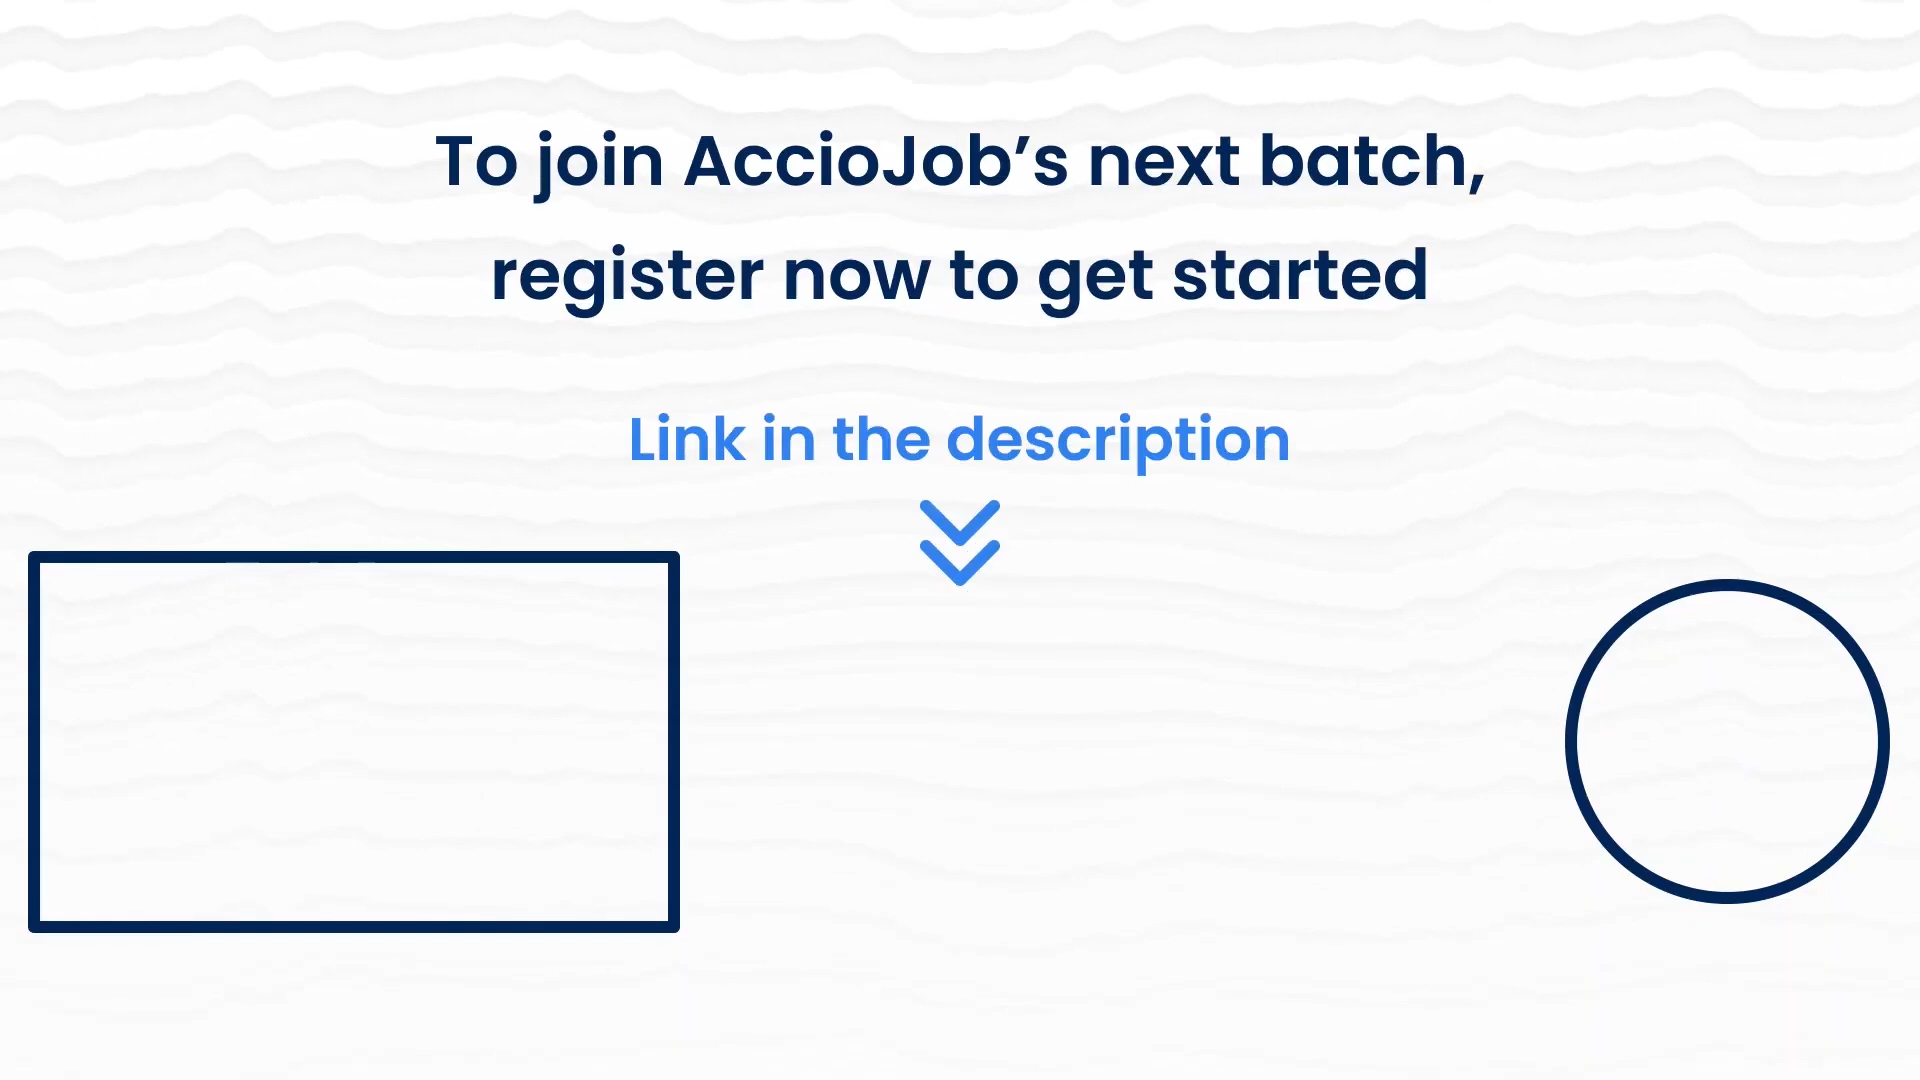 To join AccioJob’s next batch,
register now to get started
Link in the description